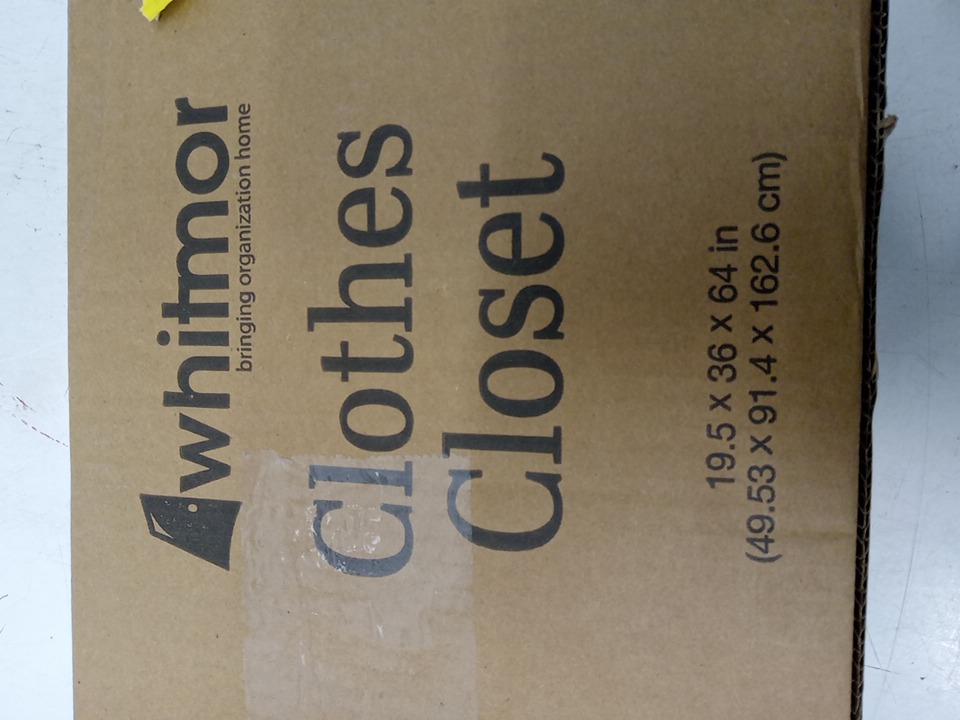 whitmor
bringing organization home
Clothes
Closet
19.5 x 36 x 64 in
(49.53 x 91.4 x 162.6 cm)